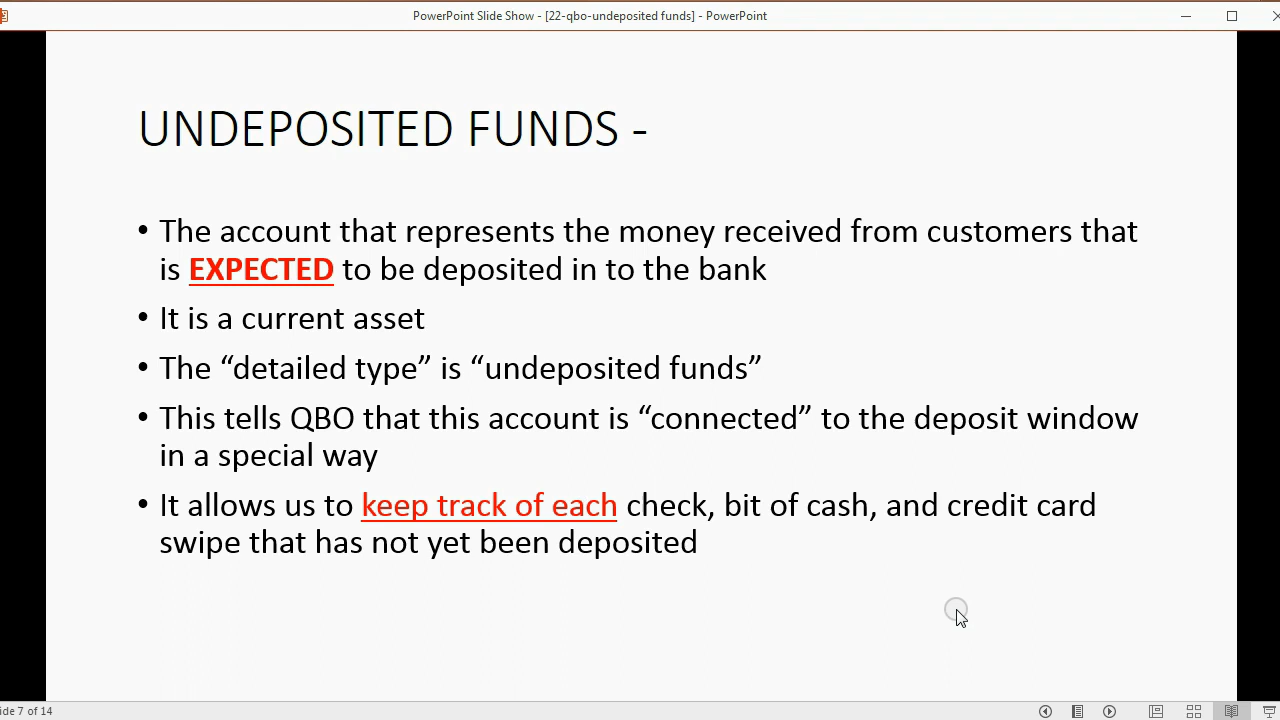 PowerPoint Slide Show - [22-qbo-undeposited funds] - PowerPoint
UNDEPOSITED FUNDS -
• The account that represents the money received from customers that
is EXPECTED to be deposited in to the bank
• It is a current asset
• The “detailed type” is “undeposited funds”
• This tells QBO that this account is “connected” to the deposit window
in a special way
• It allows us to keep track of each check, bit of cash, and credit card
swipe that has not yet been deposited
ide 7 of 14